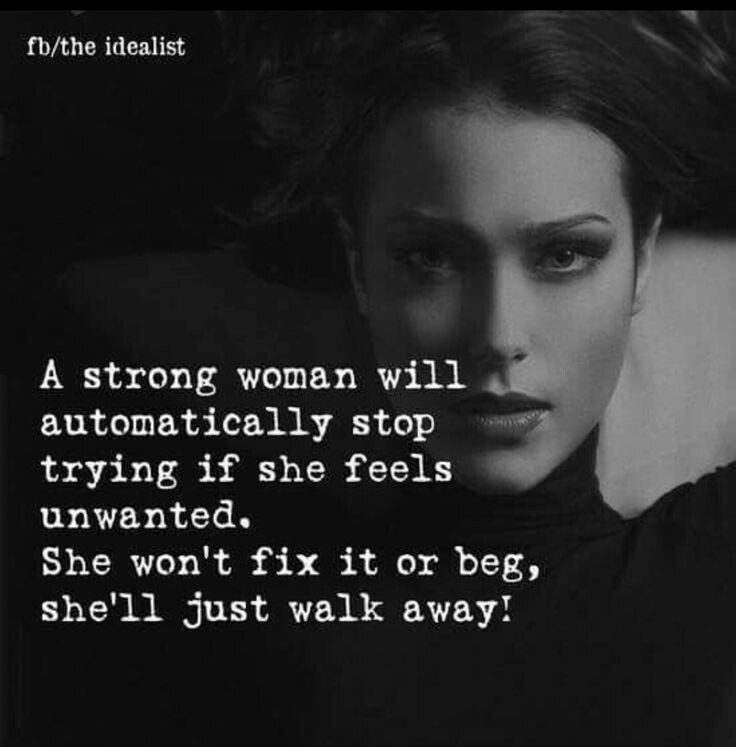 fb/the idealist
A strong woman will
automatically stop
trying if she feels
unwanted.
She won't fix it or beg,
she'll just walk away!